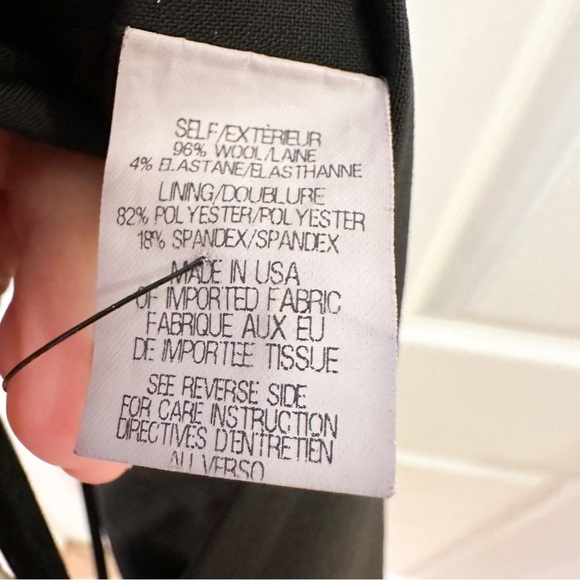 SELF/EXTÉRIEUR
96% WOOL/LAINE
4% ELASTANE/ELASTHANNE
LINING/DOUBLURE
82% POLYESTER/POLYESTER
18% SPANDEX/SPANDEX
MADE IN USA
OF IMPORTED FABRIC
FABRIQUE AUX EU
DE IMPORTEE TISSUE
SEE REVERSE SIDE
FOR CARE INSTRUCTION
DIRECTIVES D'ENTRETIEN
AU VERSO